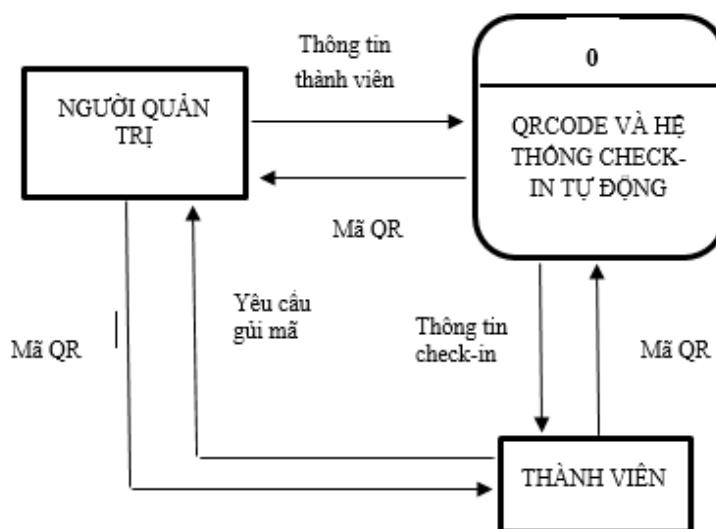 Thông tin
thành viên
0
NGƯỜI QUẢN
TRỊ
QRCODE VÀ HỆ
THỐNG CHECK-
IN TỰ ĐỘNG
Mã QR
Yêu cầu
gửi mã
Thông tin
check-in
Mã QR
Mã QR
THÀNH VIÊN